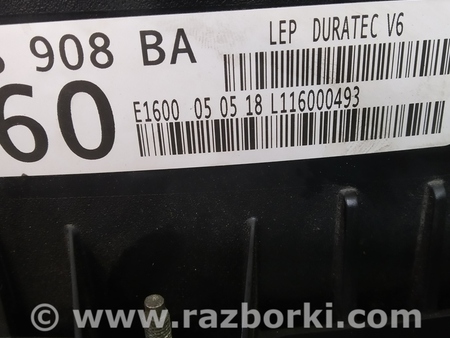 LEP DURATEC V6
908 BA
60
E1600 05 05 18 L116000493
© www.razborki.com